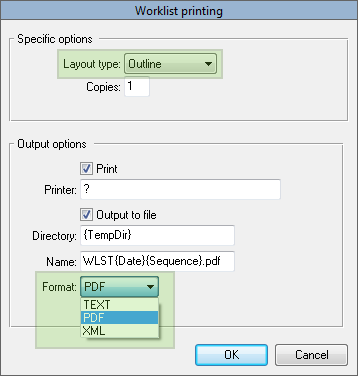 Worklist printing
Specific options
Layout type: Outline
Copies: 1
Output options
Print
Printer: ?
Output to file
Directory: {TempDir}
Name: WLST{Date}{Sequence}.pdf
Format: PDF
TEXT
PDF
XML
OK Cancel